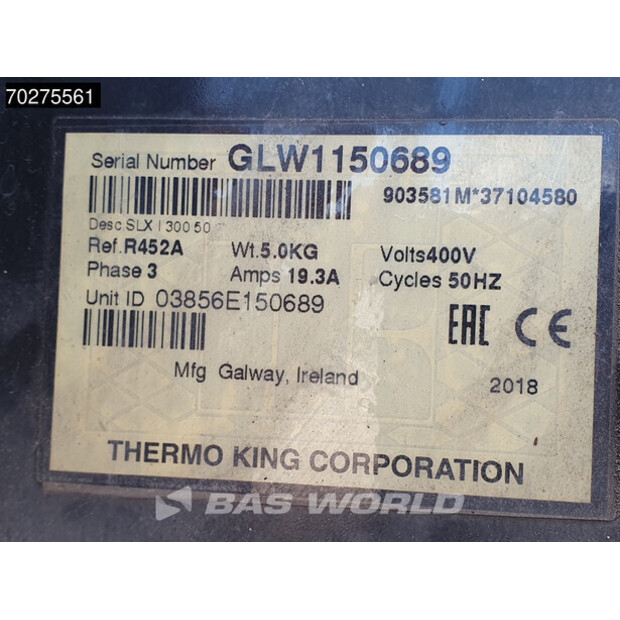 70275561
Serial Number GLW1150689
903581M*37104580
Desc.SLX I 300 50
Ref.R452A Wt.5.0KG Volts400V
Phase 3 Amps 19.3A Cycles 50HZ
Unit ID 03856E150689
EAC CE
Mfg Galway, Ireland 2018
THERMO KING CORPORATION
BAS WORLD